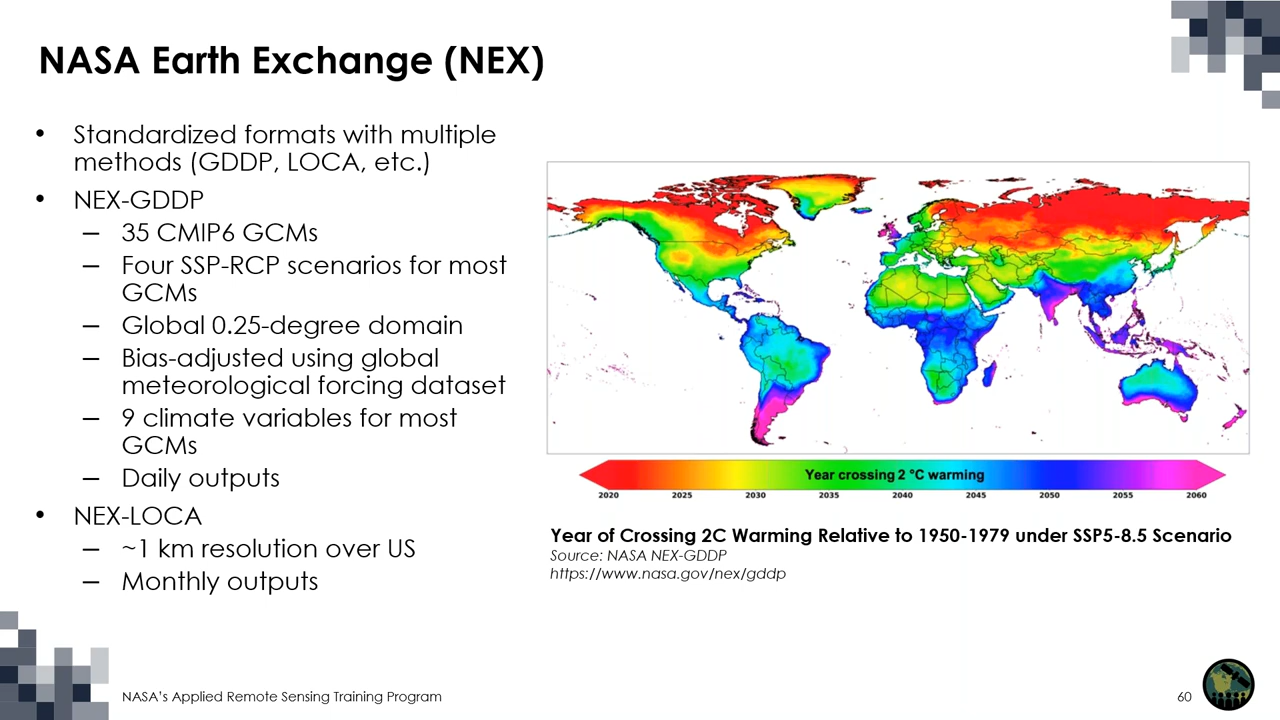 NASA Earth Exchange (NEX)
• Standardized formats with multiple
methods (GDDP, LOCA, etc.)
• NEX-GDDP
– 35 CMIP6 GCMs
– Four SSP-RCP scenarios for most
GCMs
– Global 0.25-degree domain
– Bias-adjusted using global
meteorological forcing dataset
– 9 climate variables for most
GCMs
– Daily outputs
• NEX-LOCA
– ~1 km resolution over US
– Monthly outputs
Year crossing 2 °C warming
2020 2025 2030 2035 2040 2045 2050 2055 2060
Year of Crossing 2C Warming Relative to 1950-1979 under SSP5-8.5 Scenario
Source: NASA NEX-GDDP
https://www.nasa.gov/nex/gddp
NASA's Applied Remote Sensing Training Program
60